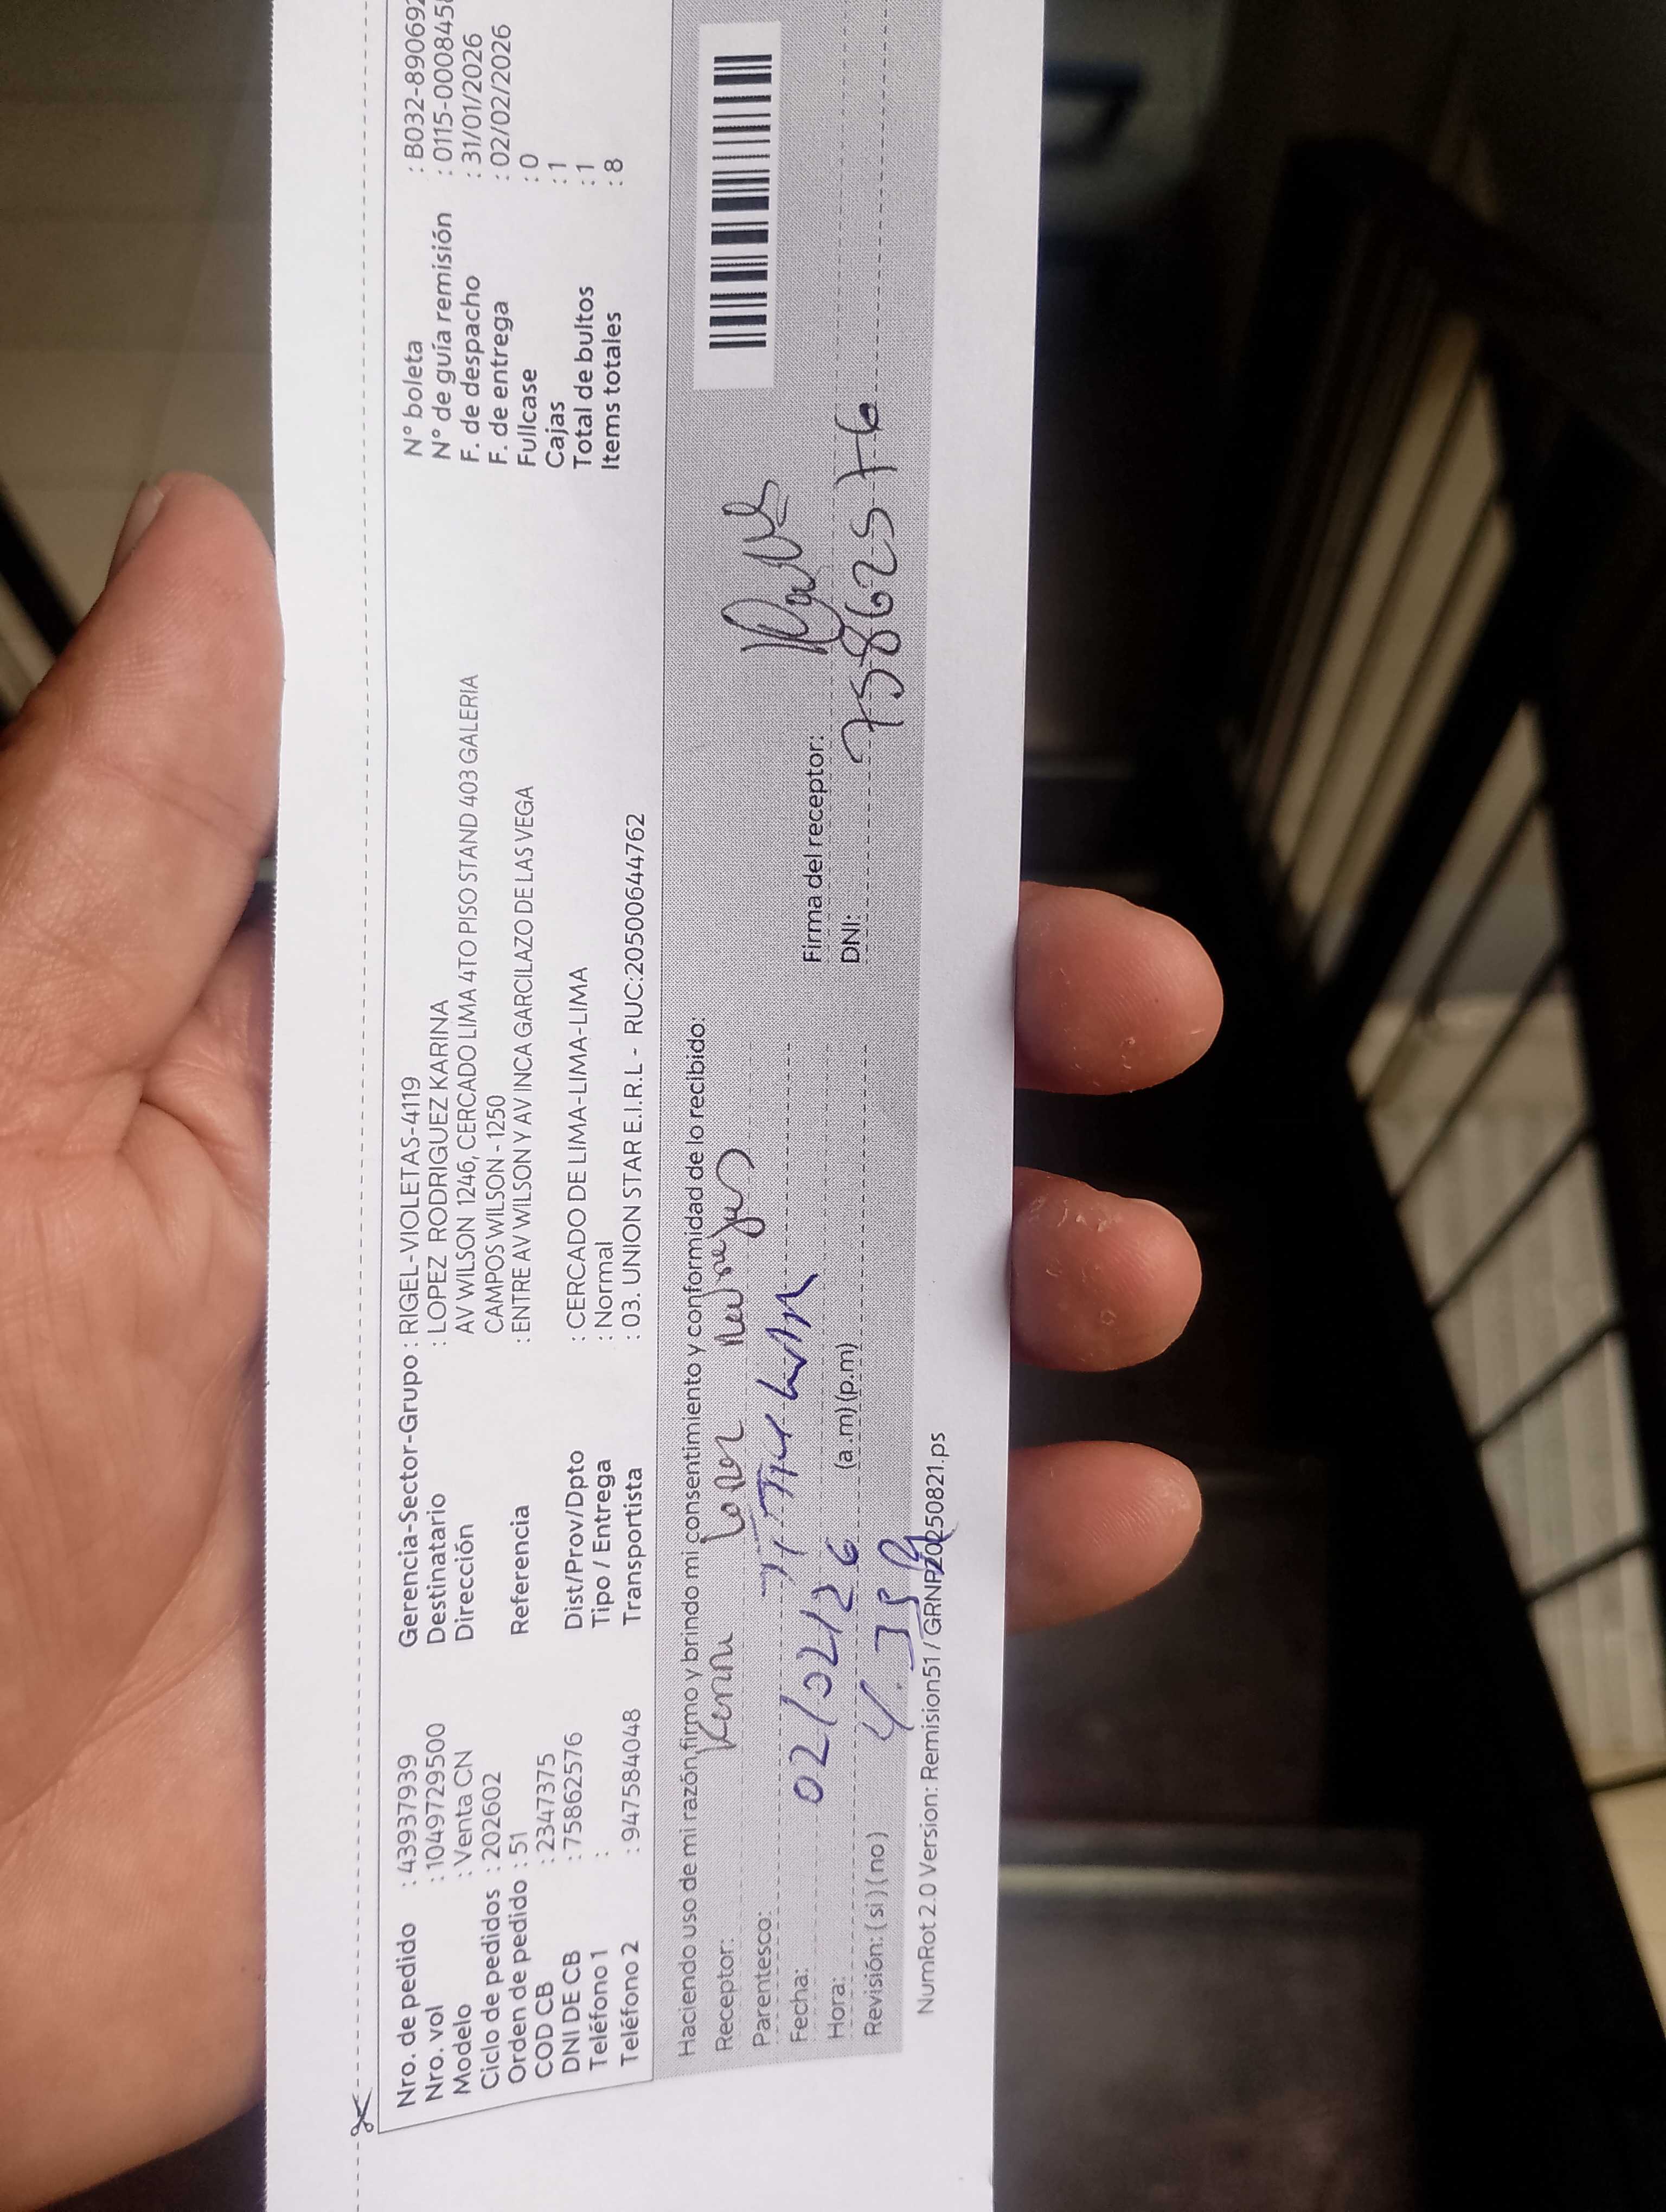 Nro. de pedido : 43937939
Nro. vol : 1049729500
Modelo : Venta CN
Ciclo de pedidos : 202602
Orden de pedido : 51
COD CB : 2347375
DNI DE CB : 75862576
Teléfono 1 :
Teléfono 2 : 947584048
Gerencia-Sector-Grupo : RIGEL-VIOLETAS-4119
Destinatario : LOPEZ RODRIGUEZ KARINA
Dirección AV WILSON 1246, CERCADO LIMA 4TO PISO STAND 403 GALERIA
CAMPOS WILSON - 1250
Referencia : ENTRE AV WILSON Y AV INCA GARCILAZO DE LAS VEGA
Dist/Prov/Dpto : CERCADO DE LIMA-LIMA-LIMA
Tipo / Entrega : Normal
Transportista : 03. UNION STAR E.I.R.L - RUC:20500644762
N° boleta : B032-89069
N° de guía remisión : 0115-000845
F. de despacho : 31/01/2026
F. de entrega : 02/02/2026
Fullcase : 0
Cajas : 1
Total de bultos : 1
Items totales : 8
Haciendo uso de mi razón,firmo y brindo mi consentimiento y conformidad de lo recibido:
Receptor:
Parentesco:
Fecha: 02/02/26
Hora: (a.m)(p.m)
Revisión: (si)(no)
Firma del receptor:
DNI: 75862576
NumRot 2.0 Version: Remision51 / GRNPZ0250821.ps